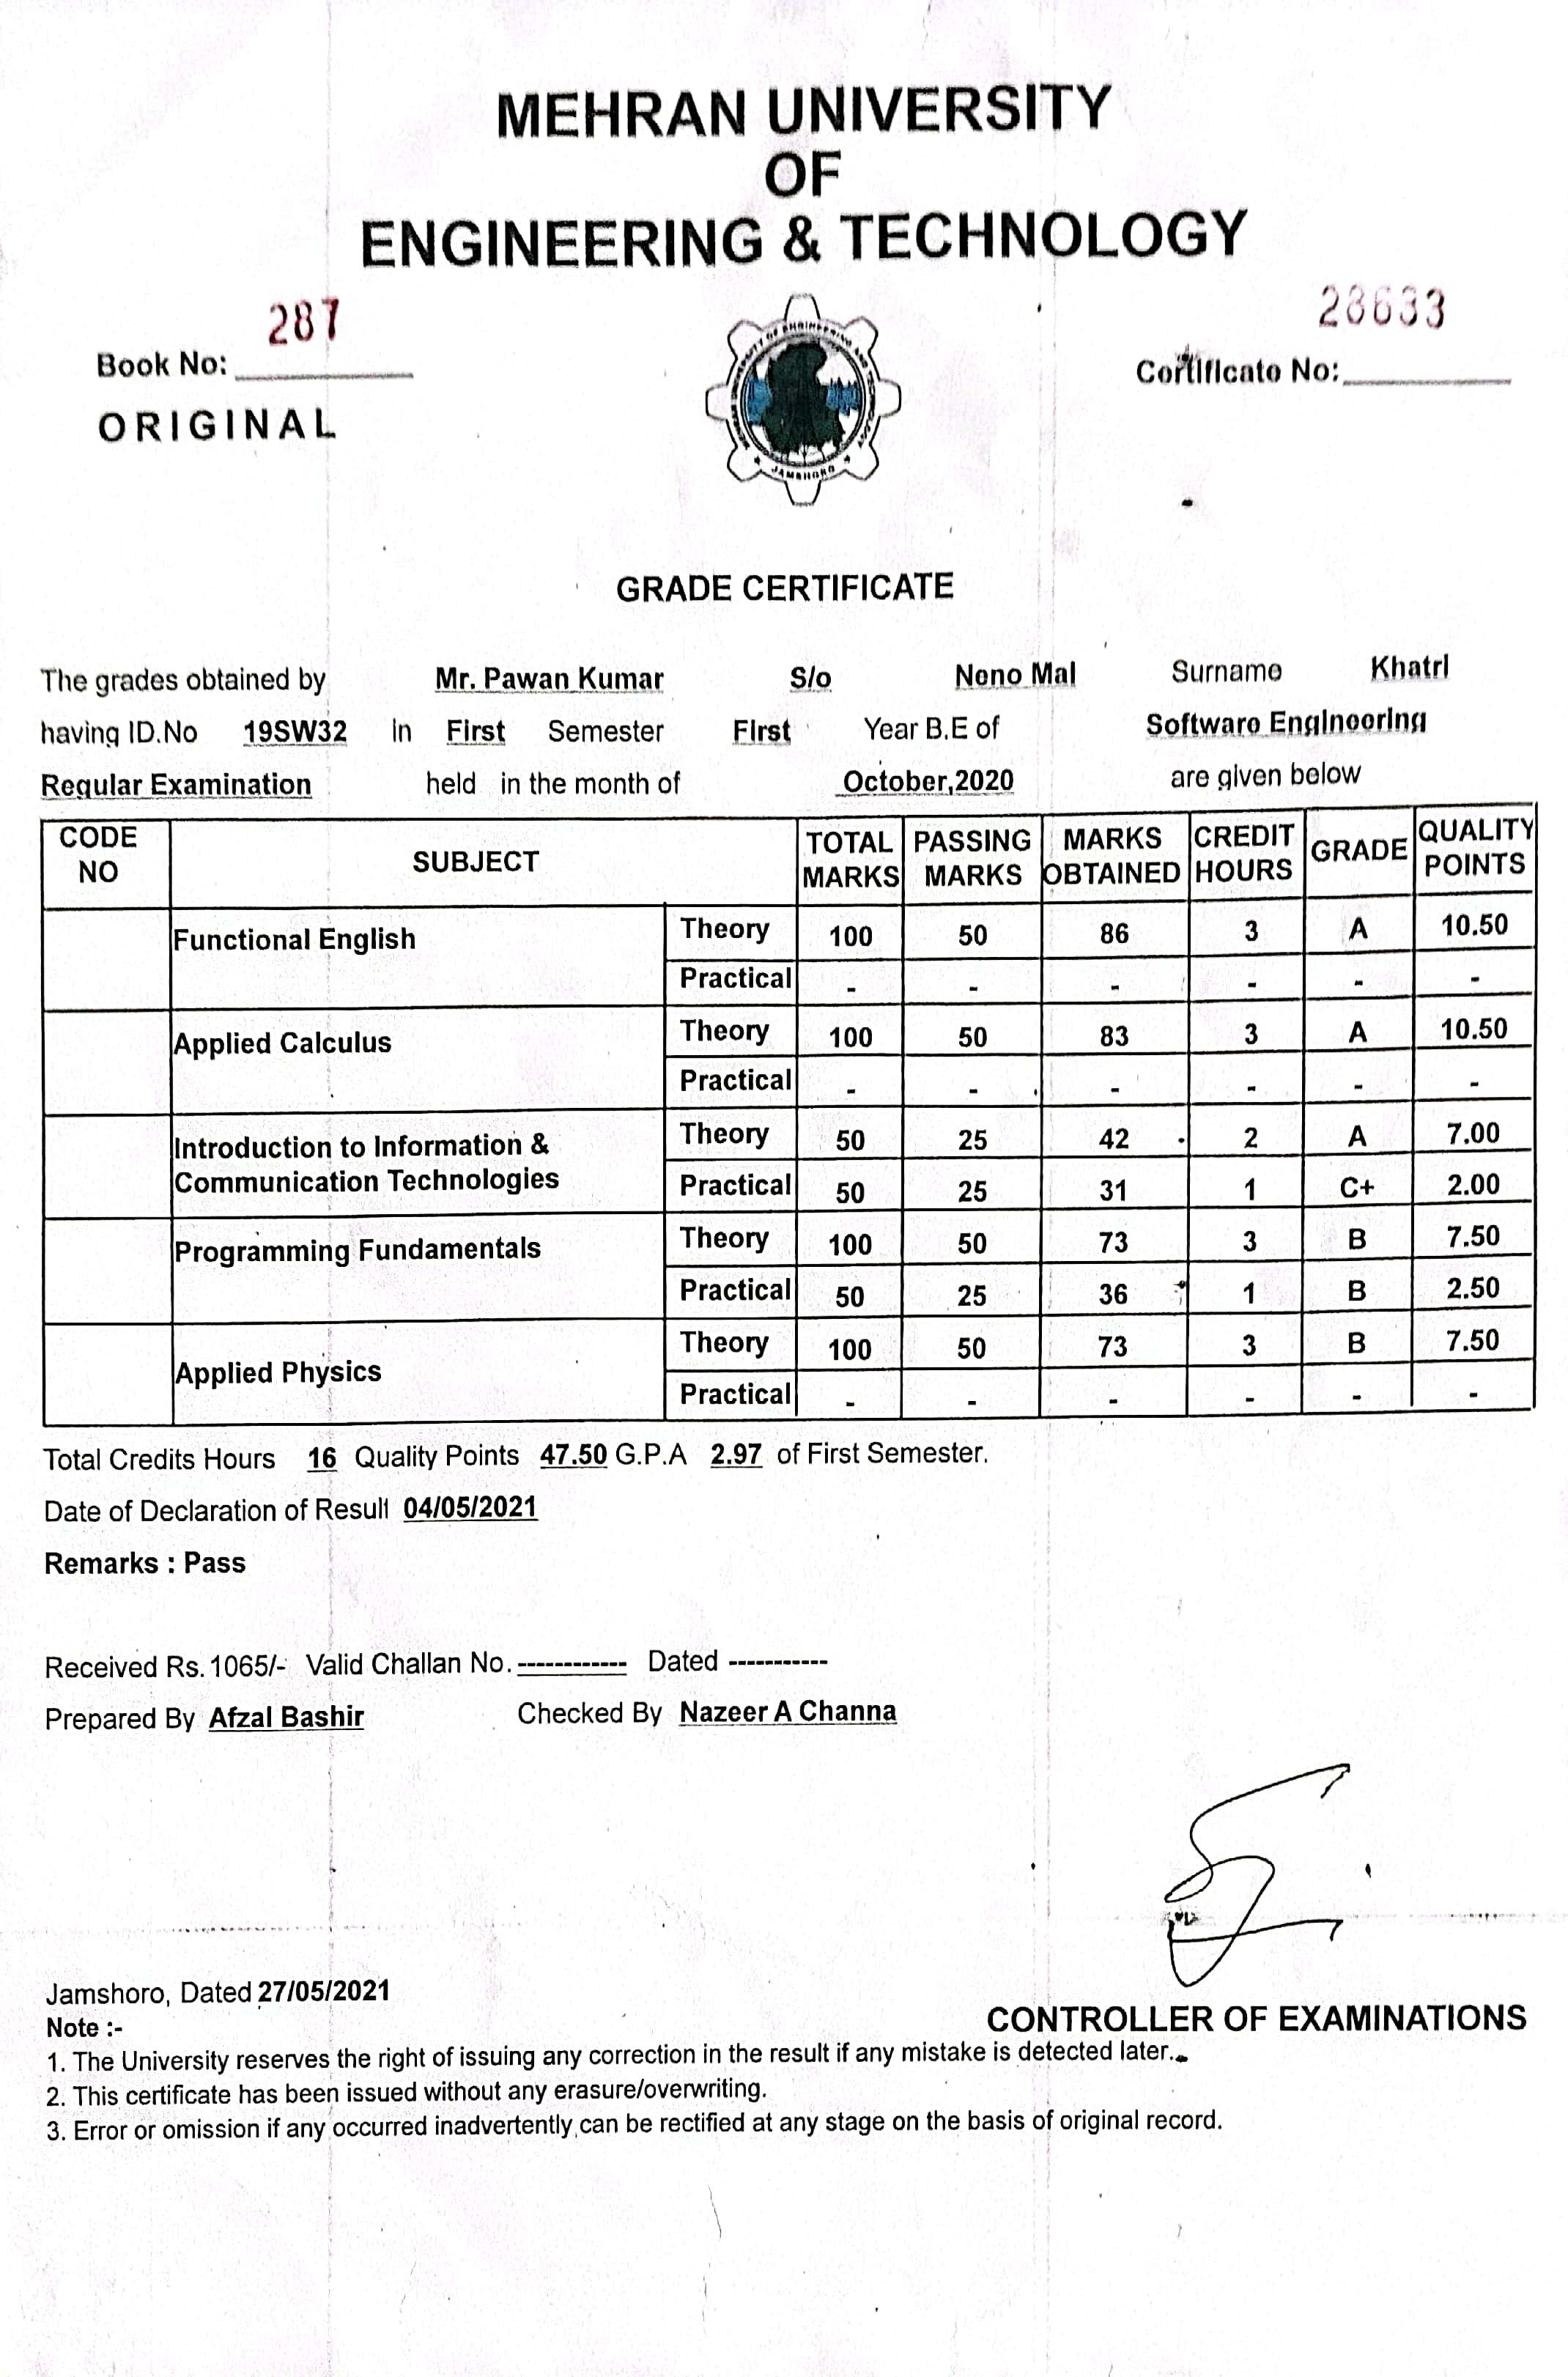 MEHRAN UNIVERSITY
OF
ENGINEERING & TECHNOLOGY
287 28633
Book No: Certificate No:
ORIGINAL
JAMSHORO
GRADE CERTIFICATE
The grades obtained by Mr. Pawan Kumar S/o Neno Mal Surname Khatri
having ID.No 19SW32 in First Semester First Year B.E of Software Engineering
Regular Examination held in the month of October,2020 are given below
CODE NO SUBJECT TOTAL MARKS PASSING MARKS MARKS OBTAINED CREDIT HOURS GRADE QUALITY POINTS
Functional English Theory 100 50 86 3 A 10.50
Practical - - - - - -
Applied Calculus Theory 100 50 83 3 A 10.50
Practical - - - - - -
Introduction to Information & Theory 50 25 42 2 A 7.00
Communication Technologies Practical 50 25 31 1 C+ 2.00
Programming Fundamentals Theory 100 50 73 3 B 7.50
Practical 50 25 36 1 B 2.50
Applied Physics Theory 100 50 73 3 B 7.50
Practical - - - - - -
Total Credits Hours 16 Quality Points 47.50 G.P.A 2.97 of First Semester.
Date of Declaration of Result 04/05/2021
Remarks : Pass
Received Rs. 1065/- Valid Challan No. ------------ Dated -----------
Prepared By Afzal Bashir Checked By Nazeer A Channa
Jamshoro, Dated 27/05/2021
Note :-
CONTROLLER OF EXAMINATIONS
1. The University reserves the right of issuing any correction in the result if any mistake is detected later.
2. This certificate has been issued without any erasure/overwriting.
3. Error or omission if any occurred inadvertently can be rectified at any stage on the basis of original record.